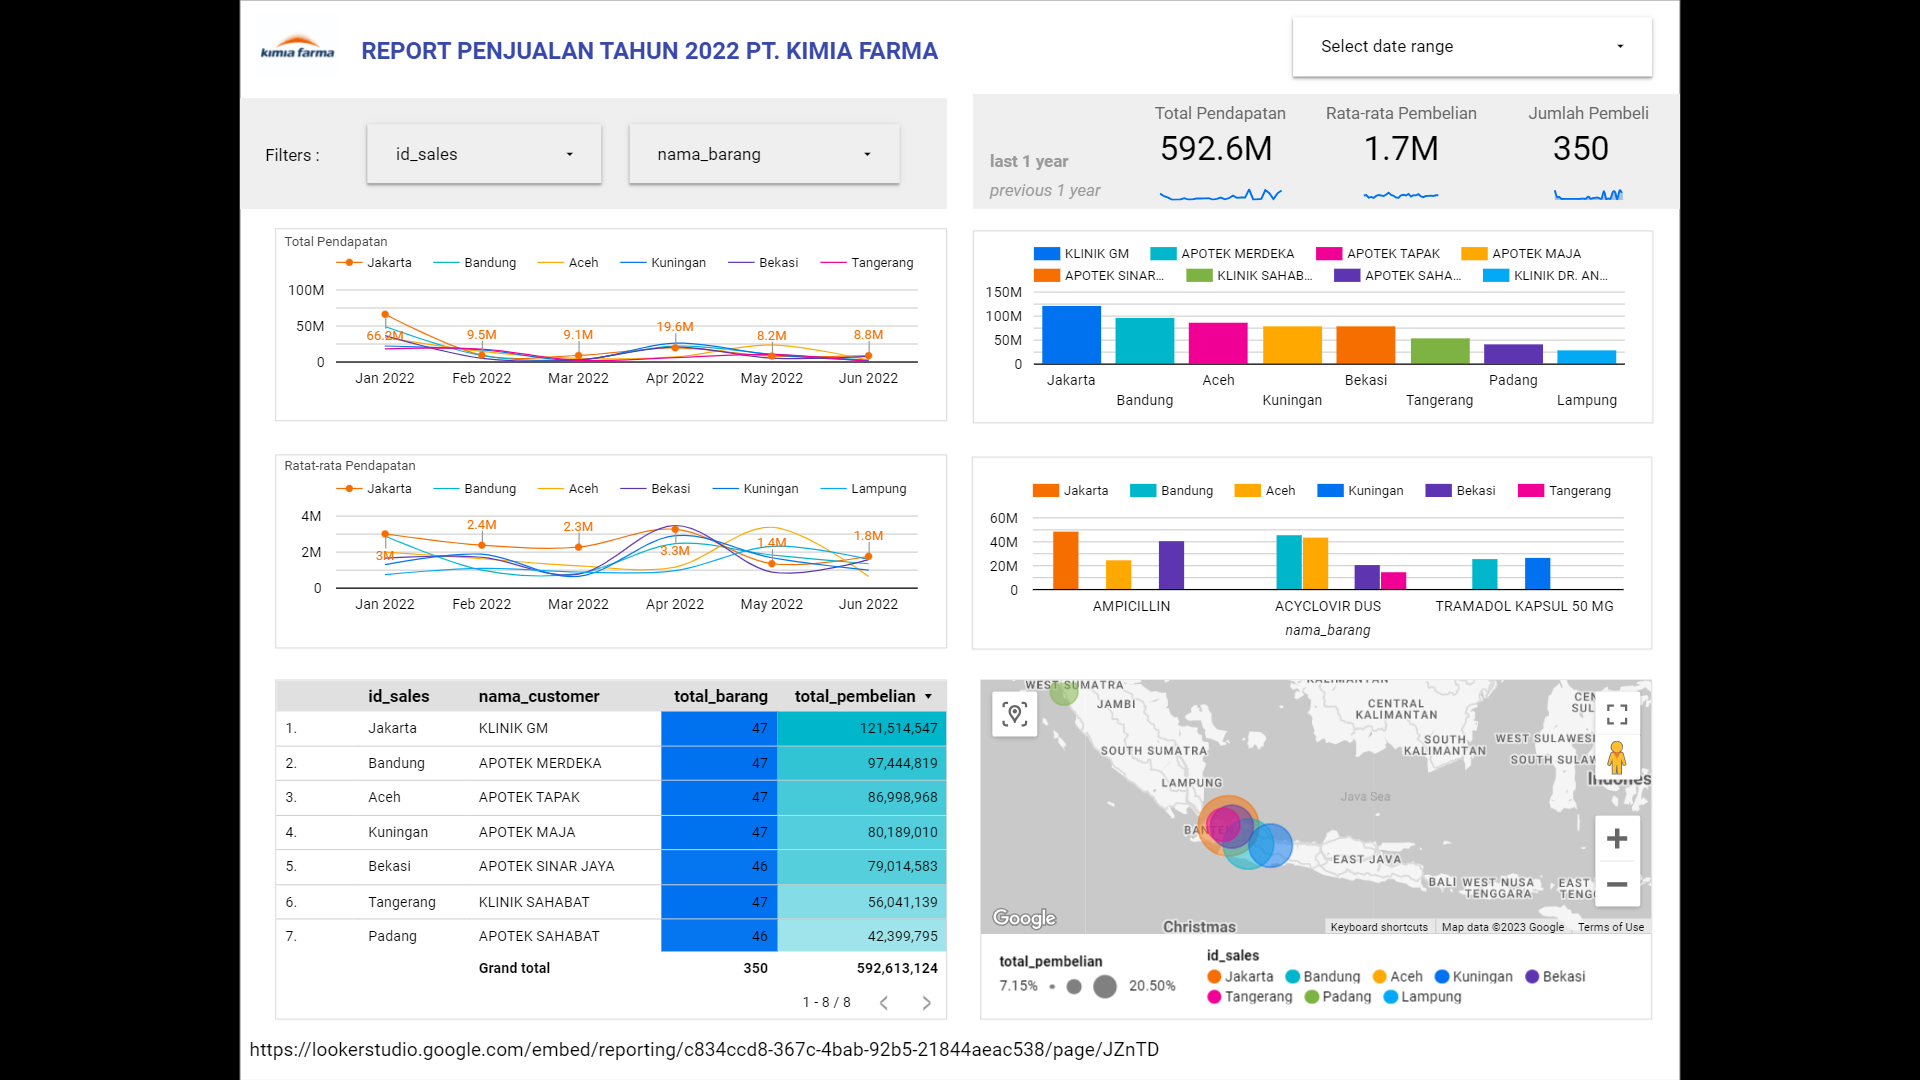 kimia farma
REPORT PENJUALAN TAHUN 2022 PT. KIMIA FARMA
Select date range
Filters :
id_sales
nama_barang
last 1 year
previous 1 year
Total Pendapatan
592.6M
Rata-rata Pembelian
1.7M
Jumlah Pembeli
350
Total Pendapatan
Jakarta Bandung Aceh Kuningan Bekasi Tangerang
100M
50M
0
66.2M 9.5M 9.1M 19.6M 8.2M 8.8M
Jan 2022 Feb 2022 Mar 2022 Apr 2022 May 2022 Jun 2022
KLINIK GM APOTEK MERDEKA APOTEK TAPAK APOTEK MAJA
APOTEK SINAR... KLINIK SAHAB... APOTEK SAHA... KLINIK DR. AN...
150M
100M
50M
0
Jakarta Aceh Bekasi Padang
Bandung Kuningan Tangerang Lampung
Ratat-rata Pendapatan
Jakarta Bandung Aceh Bekasi Kuningan Lampung
4M
2M
0
3M 2.4M 2.3M 3.3M 1.4M 1.8M
Jan 2022 Feb 2022 Mar 2022 Apr 2022 May 2022 Jun 2022
Jakarta Bandung Aceh Kuningan Bekasi Tangerang
60M
40M
20M
0
AMPICILLIN ACYCLOVIR DUS TRAMADOL KAPSUL 50 MG
nama_barang
id_sales nama_customer total_barang total_pembelian
1. Jakarta KLINIK GM 47 121,514,547
2. Bandung APOTEK MERDEKA 47 97,444,819
3. Aceh APOTEK TAPAK 47 86,998,968
4. Kuningan APOTEK MAJA 47 80,189,010
5. Bekasi APOTEK SINAR JAYA 46 79,014,583
6. Tangerang KLINIK SAHABAT 47 56,041,139
7. Padang APOTEK SAHABAT 46 42,399,795
Grand total 350 592,613,124
1 - 8 / 8
WEST SUMATRA
JAMBI
SOUTH SUMATRA
LAMPUNG
BANTEN
CENTRAL
KALIMANTAN
SOUTH
KALIMANTAN
WEST SULAWESI
SOUTH SULAW
Indones
Java Sea
EAST JAVA
BALI WEST NUSA
TENGGARA
EAST
TENG
Christmas
Google
Keyboard shortcuts Map data ©2023 Google Terms of Use
total_pembelian
7.15% 20.50%
id_sales
Jakarta Bandung Aceh Kuningan Bekasi
Tangerang Padang Lampung
https://lookerstudio.google.com/embed/reporting/c834ccd8-367c-4bab-92b5-21844aeac538/page/JZnTD